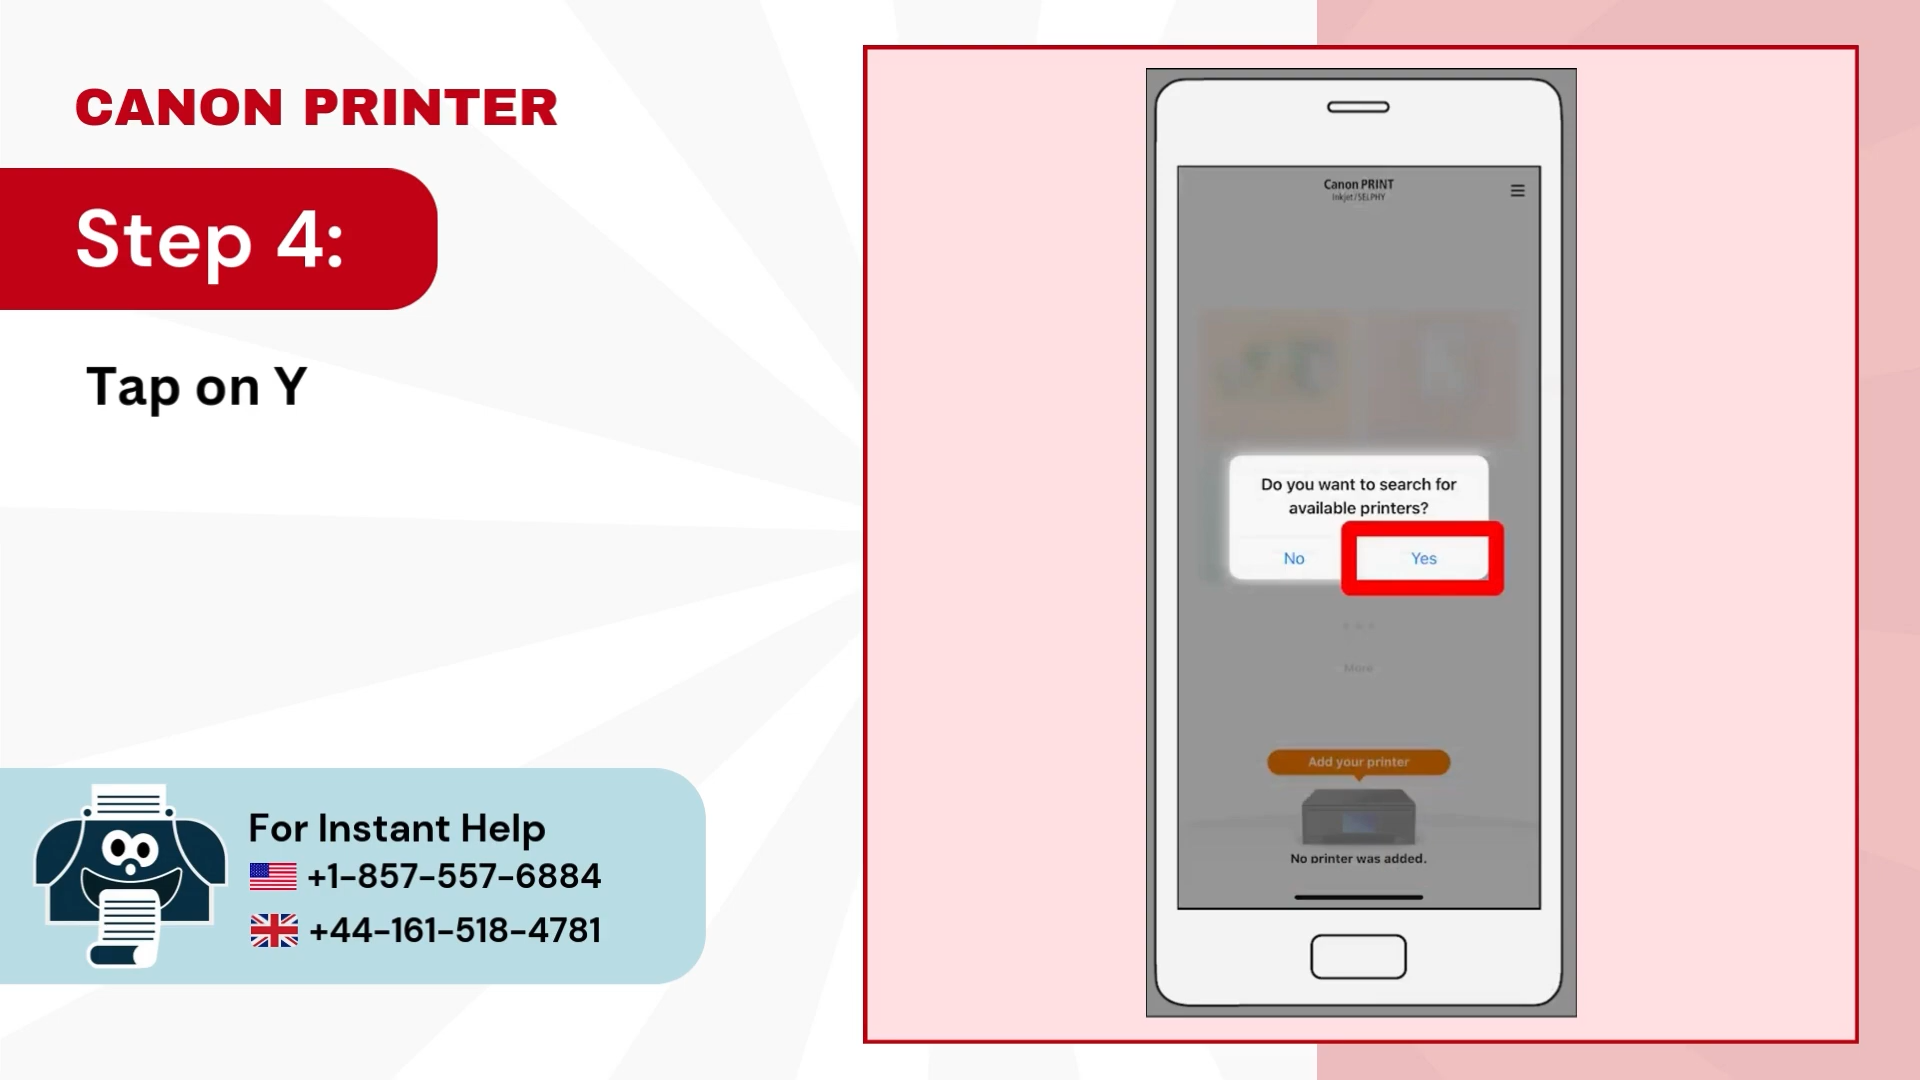 CANON PRINTER
Step 4:
Tap on Y
For Instant Help
+1-857-557-6884
+44-161-518-4781
Canon PRINT
Inkjet/SELPHY
Do you want to search for
available printers?
No
Yes
More
Add your printer
No printer was added.